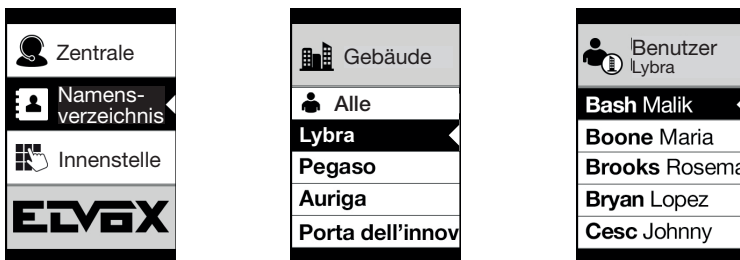 Zentrale
Namens-
verzeichnis
Innenstelle
ELVOX
Gebäude
Alle
Lybra
Pegaso
Auriga
Porta dell'innov
Benutzer
Lybra
Bash Malik
Boone Maria
Brooks Rosema
Bryan Lopez
Cesc Johnny